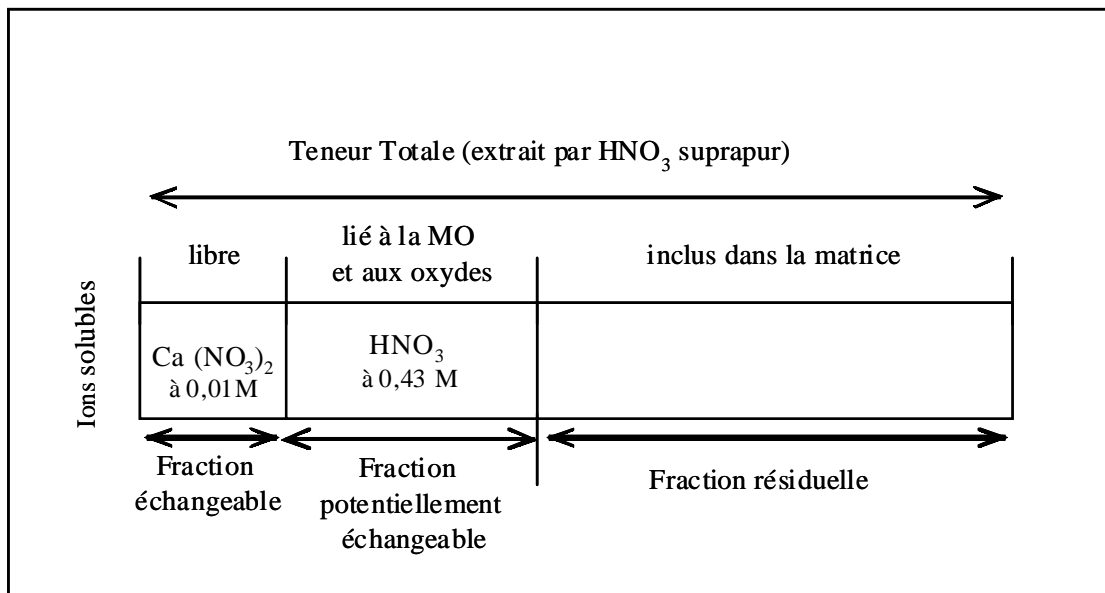 Teneur Totale (extrait par HNO₃ suprapur)
libre
lié à la MO
et aux oxydes
inclus dans la matrice
Ions solubles
Ca (NO₃)₂
à 0,01M
HNO₃
à 0,43 M
Fraction
échangeable
Fraction
potentiellement
échangeable
Fraction résiduelle